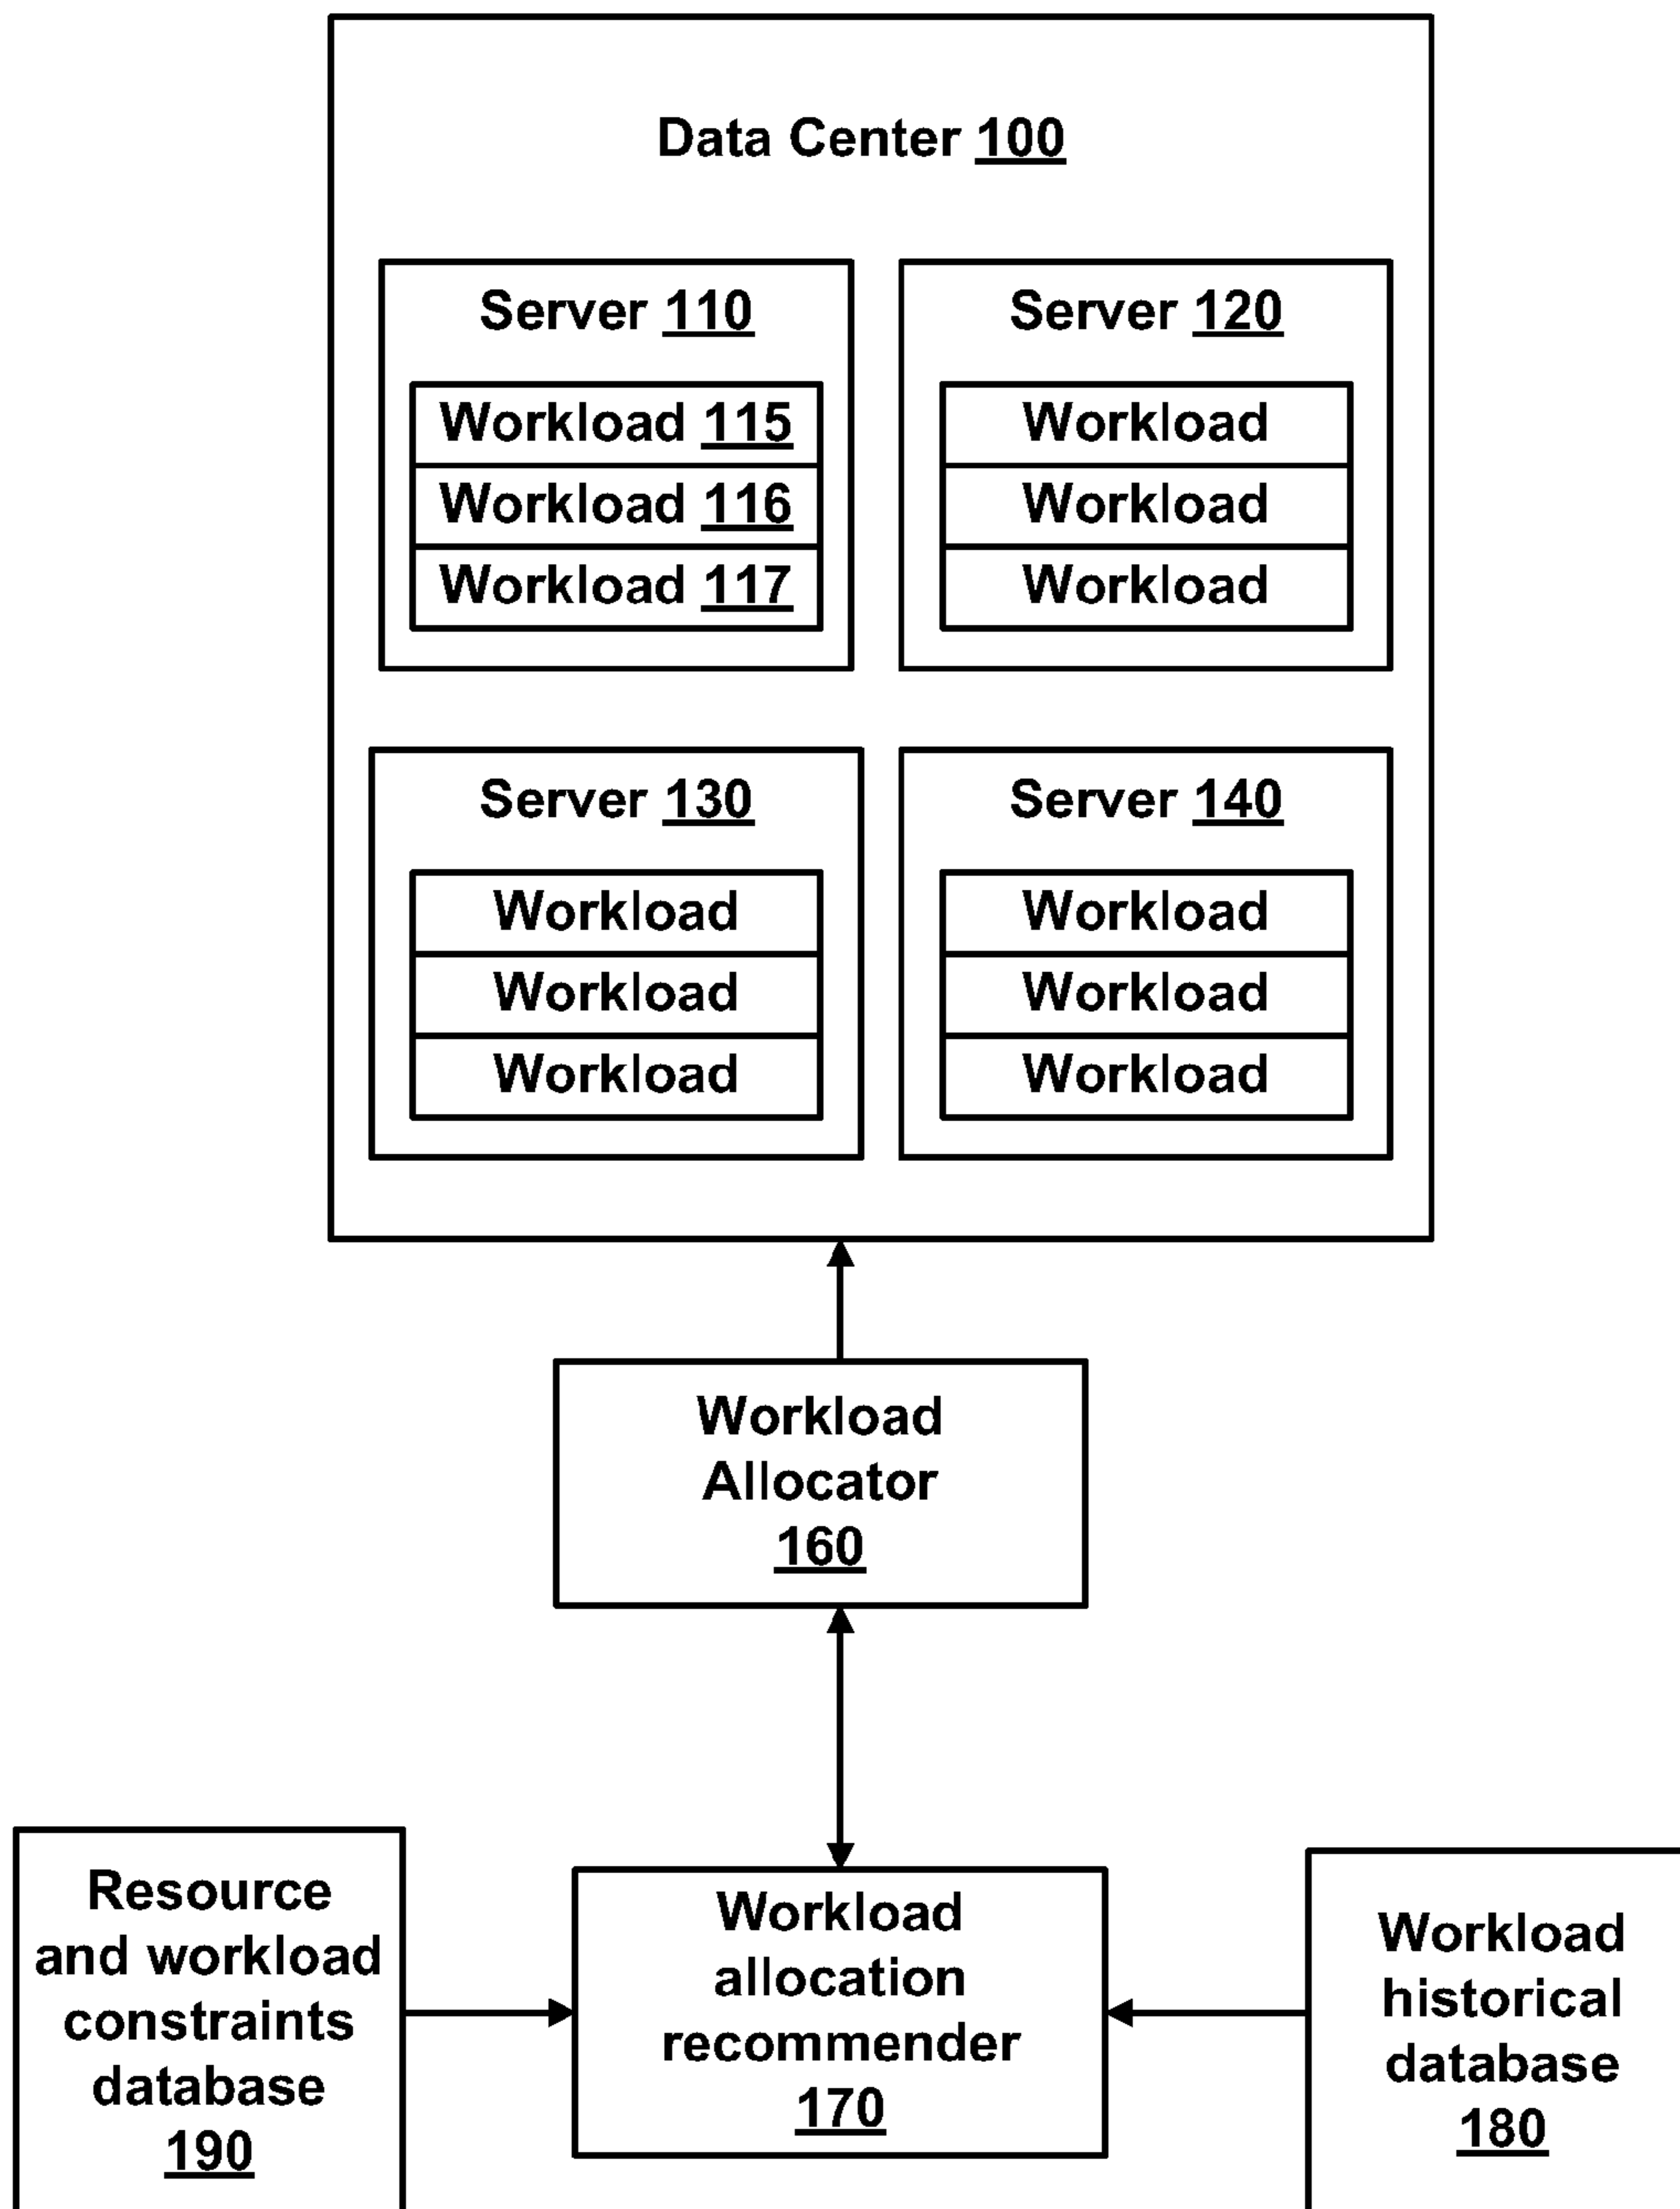 Data Center 100
Server 110
Workload 115
Workload 116
Workload 117
Server 120
Workload
Workload
Workload
Server 130
Workload
Workload
Workload
Server 140
Workload
Workload
Workload
Workload
Allocator
160
Resource
and workload
constraints
database
190
Workload
allocation
recommender
170
Workload
historical
database
180